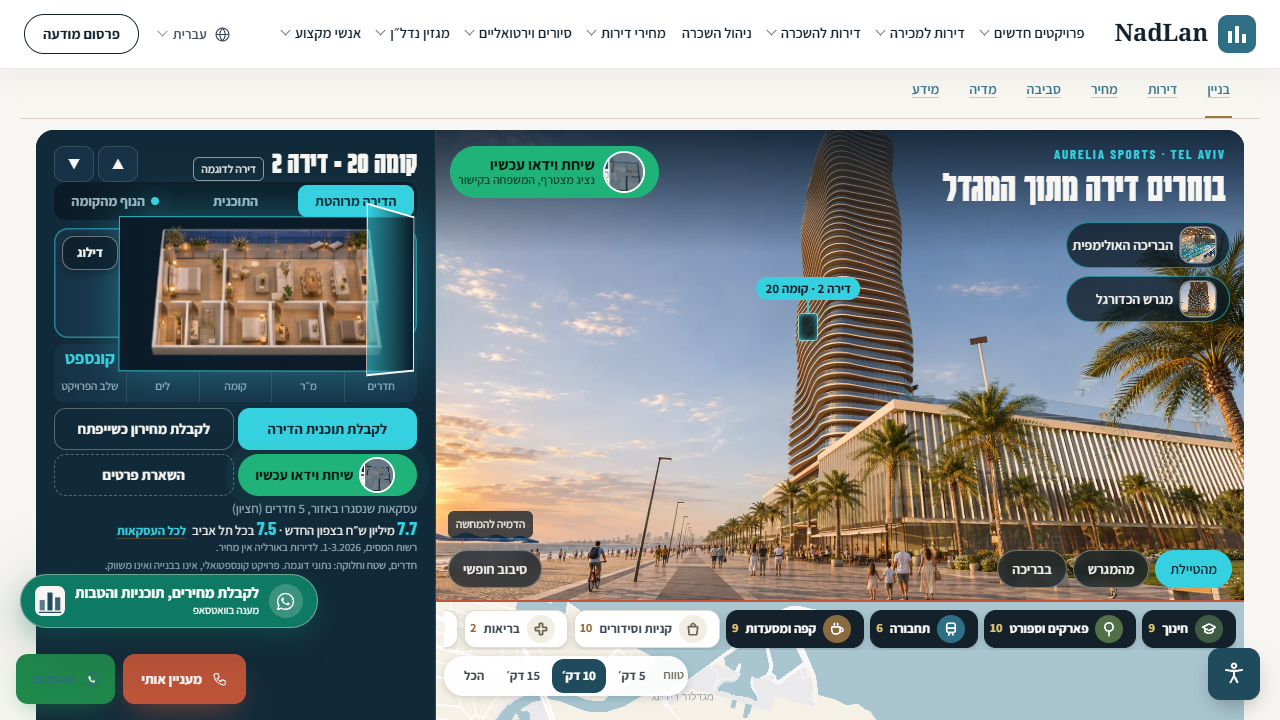 NadLan
פרויקטים חדשים
דירות למכירה
דירות להשכרה
ניהול השכרה
מחירי דירות
סיורים וירטואליים
מגזין נדל״ן
אנשי מקצוע
עברית
פרסום מודעה
בניין
דירות
מחיר
סביבה
מדיה
מידע
AURELIA SPORTS · TEL AVIV
בוחרים דירה מתוך המגדל
הבריכה האולימפית
מגרש הכדורגל
שיחת וידאו עכשיו
נציג מצטרף, המשפחה בקישור
דירה 2 · קומה 20
הדמיה להמחשה
מהטיילת
מהמגרש
בבריכה
סיבוב חופשי
קומה 20 · דירה 2
דירה לדוגמה
▲
▼
הדירה מרוהטת
התוכנית
הנוף מהקומה
דילוג
קונספט
חדרים
מ״ר
קומה
לים
שלב הפרויקט
לקבלת תוכנית הדירה
לקבלת מחירון כשייפתח
שיחת וידאו עכשיו
השארת פרטים
עסקאות שנסגרו באזור, 5 חדרים (חציון)
7.7 מיליון ש״ח בצפון החדש · 7.5 בכל תל אביב לכל העסקאות
רשות המסים, 1-3.2026. לדירות באורליה אין מחיר.
חדרים, שטח וחלוקה: נתוני דוגמה. פרויקט קונספטואלי, אינו בבנייה ואינו משווק.
לקבלת מחירים, תוכניות והטבות
מענה בוואטסאפ
מעניין אותי
חינוך 9
פארקים וספורט 10
תחבורה 6
קפה ומסעדות 9
קניות וסידורים 10
בריאות 2
טווח
5 דק׳
10 דק׳
15 דק׳
הכל